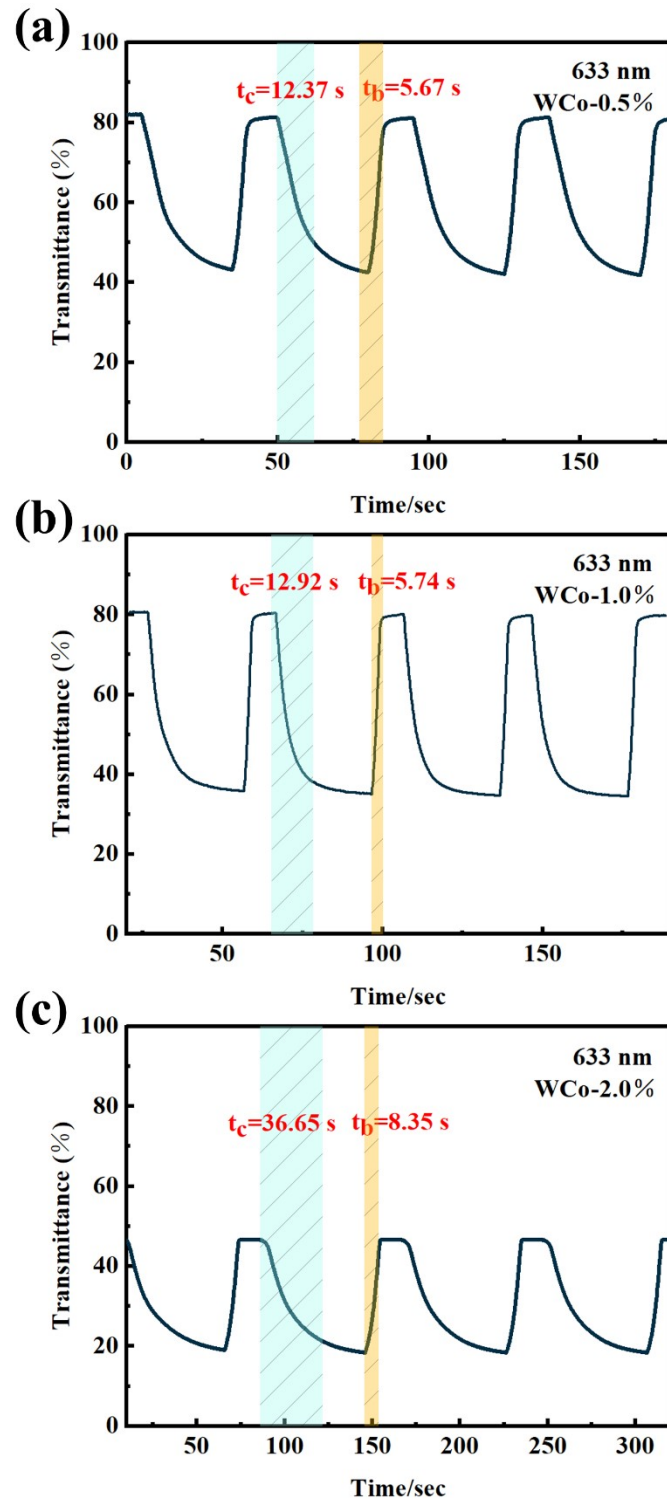 (a)
100
80
60
40
20
0
Transmittance (%)
t_c=12.37 s t_b=5.67 s
633 nm
WCo-0.5%
0 50 100 150
Time/sec
(b)
100
80
60
40
20
0
Transmittance (%)
t_c=12.92 s t_b=5.74 s
633 nm
WCo-1.0%
50 100 150
Time/sec
(c)
100
80
60
40
20
0
Transmittance (%)
t_c=36.65 s t_b=8.35 s
633 nm
WCo-2.0%
50 100 150 200 250 300
Time/sec